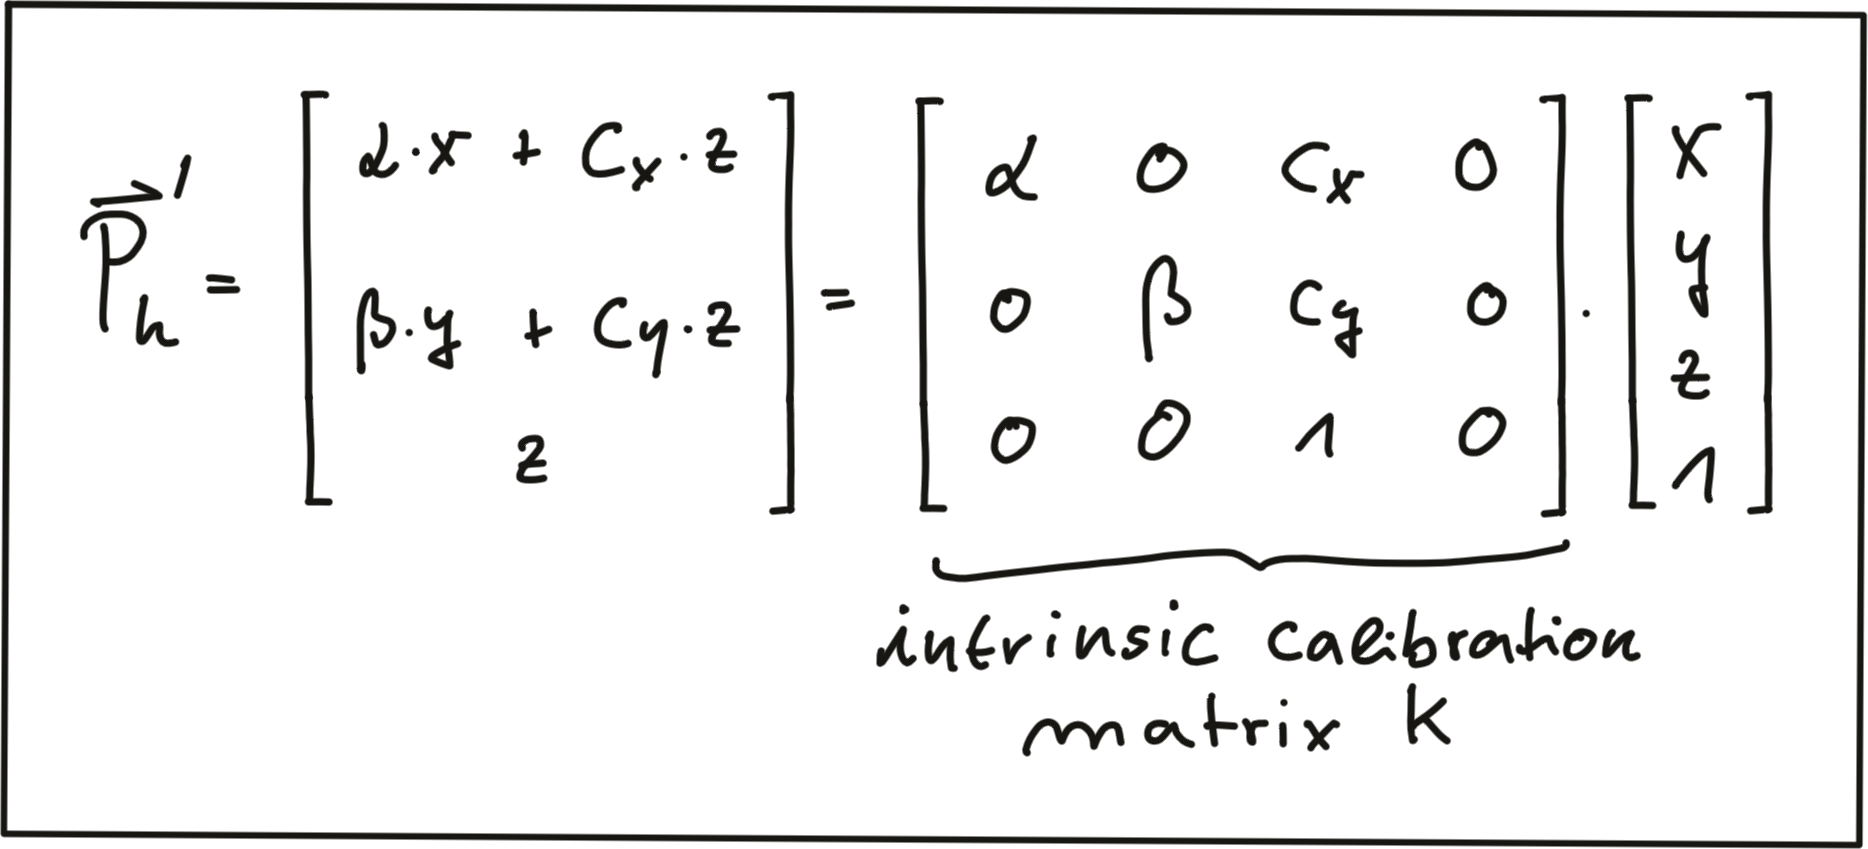 $\vec{P}_h' = \begin{bmatrix} \alpha \cdot x + C_x \cdot z \\ \beta \cdot y + C_y \cdot z \\ z \end{bmatrix} = \begin{bmatrix} \alpha & 0 & C_x & 0 \\ 0 & \beta & C_y & 0 \\ 0 & 0 & 1 & 0 \end{bmatrix} \cdot \begin{bmatrix} x \\ y \\ z \\ 1 \end{bmatrix}$
intrinsic calibration
matrix K